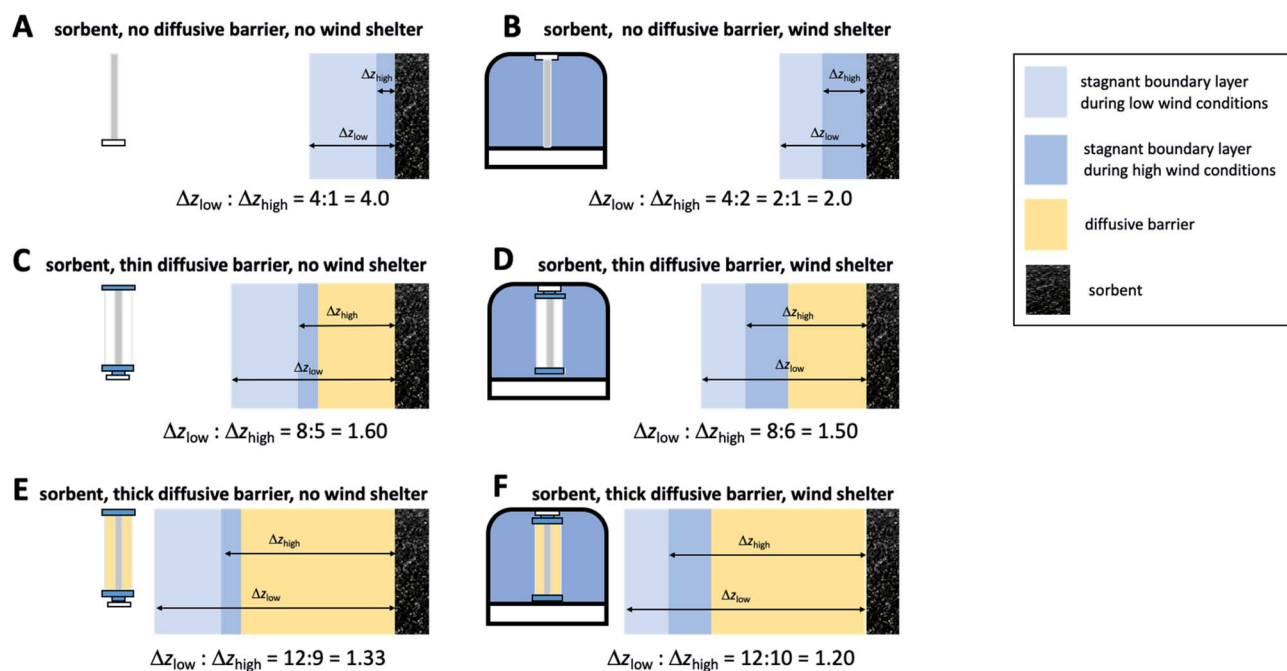 A sorbent, no diffusive barrier, no wind shelter
Δzhigh
Δzlow
Δzlow : Δzhigh = 4:1 = 4.0
B sorbent, no diffusive barrier, wind shelter
Δzhigh
Δzlow
Δzlow : Δzhigh = 4:2 = 2:1 = 2.0
C sorbent, thin diffusive barrier, no wind shelter
Δzhigh
Δzlow
Δzlow : Δzhigh = 8:5 = 1.60
D sorbent, thin diffusive barrier, wind shelter
Δzhigh
Δzlow
Δzlow : Δzhigh = 8:6 = 1.50
E sorbent, thick diffusive barrier, no wind shelter
Δzhigh
Δzlow
Δzlow : Δzhigh = 12:9 = 1.33
F sorbent, thick diffusive barrier, wind shelter
Δzhigh
Δzlow
Δzlow : Δzhigh = 12:10 = 1.20
stagnant boundary layer
during low wind conditions
stagnant boundary layer
during high wind conditions
diffusive barrier
sorbent